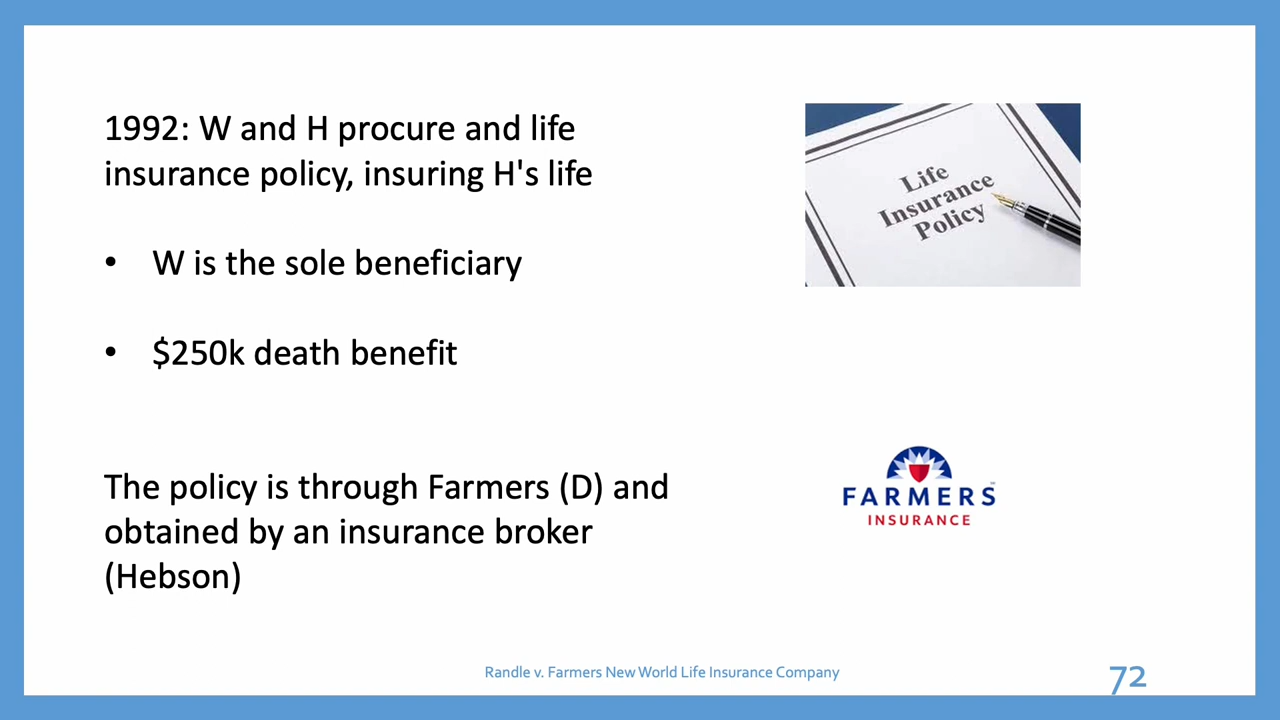 1992: W and H procure and life
insurance policy, insuring H's life
• W is the sole beneficiary
• $250k death benefit
The policy is through Farmers (D) and
obtained by an insurance broker
(Hebson)
Life
Insurance
Policy
FARMERS
INSURANCE
Randle v. Farmers New World Life Insurance Company
72